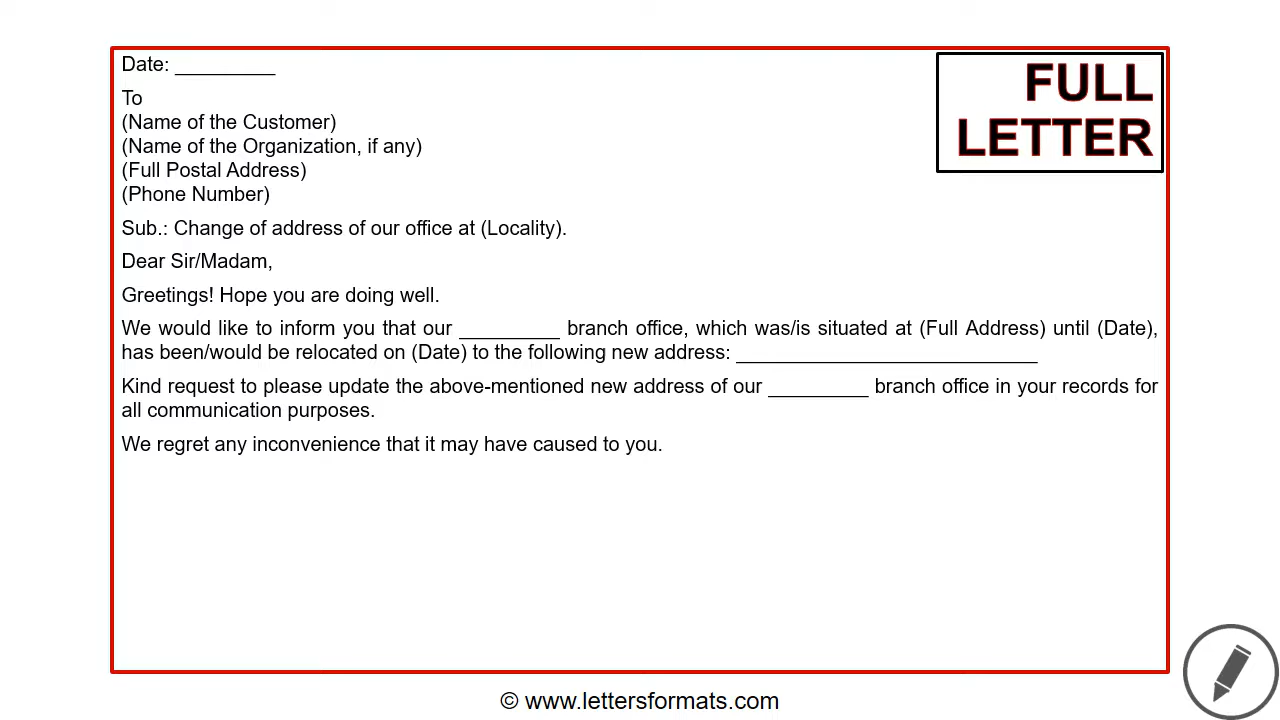 Date: _________
FULL
LETTER
To
(Name of the Customer)
(Name of the Organization, if any)
(Full Postal Address)
(Phone Number)
Sub.: Change of address of our office at (Locality).
Dear Sir/Madam,
Greetings! Hope you are doing well.
We would like to inform you that our _________ branch office, which was/is situated at (Full Address) until (Date),
has been/would be relocated on (Date) to the following new address: ___________________________
Kind request to please update the above-mentioned new address of our _________ branch office in your records for
all communication purposes.
We regret any inconvenience that it may have caused to you.
© www.lettersformats.com